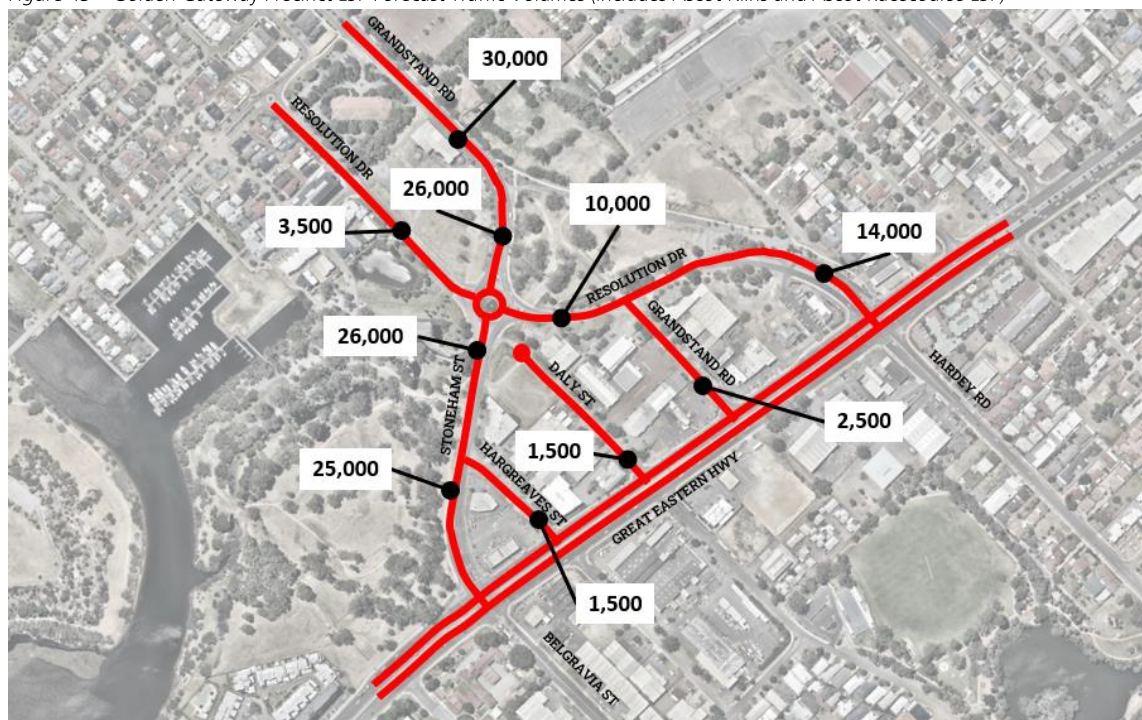 GRANDSTAND RD
30,000
RESOLUTION DR
26,000
3,500
10,000
14,000
RESOLUTION DR
26,000
GRANDSTAND RD
DALY ST
HARDEY RD
STONEHAM ST
2,500
1,500
25,000
HARGREAVES ST
GREAT EASTERN HWY
1,500
BELGRAVIA ST